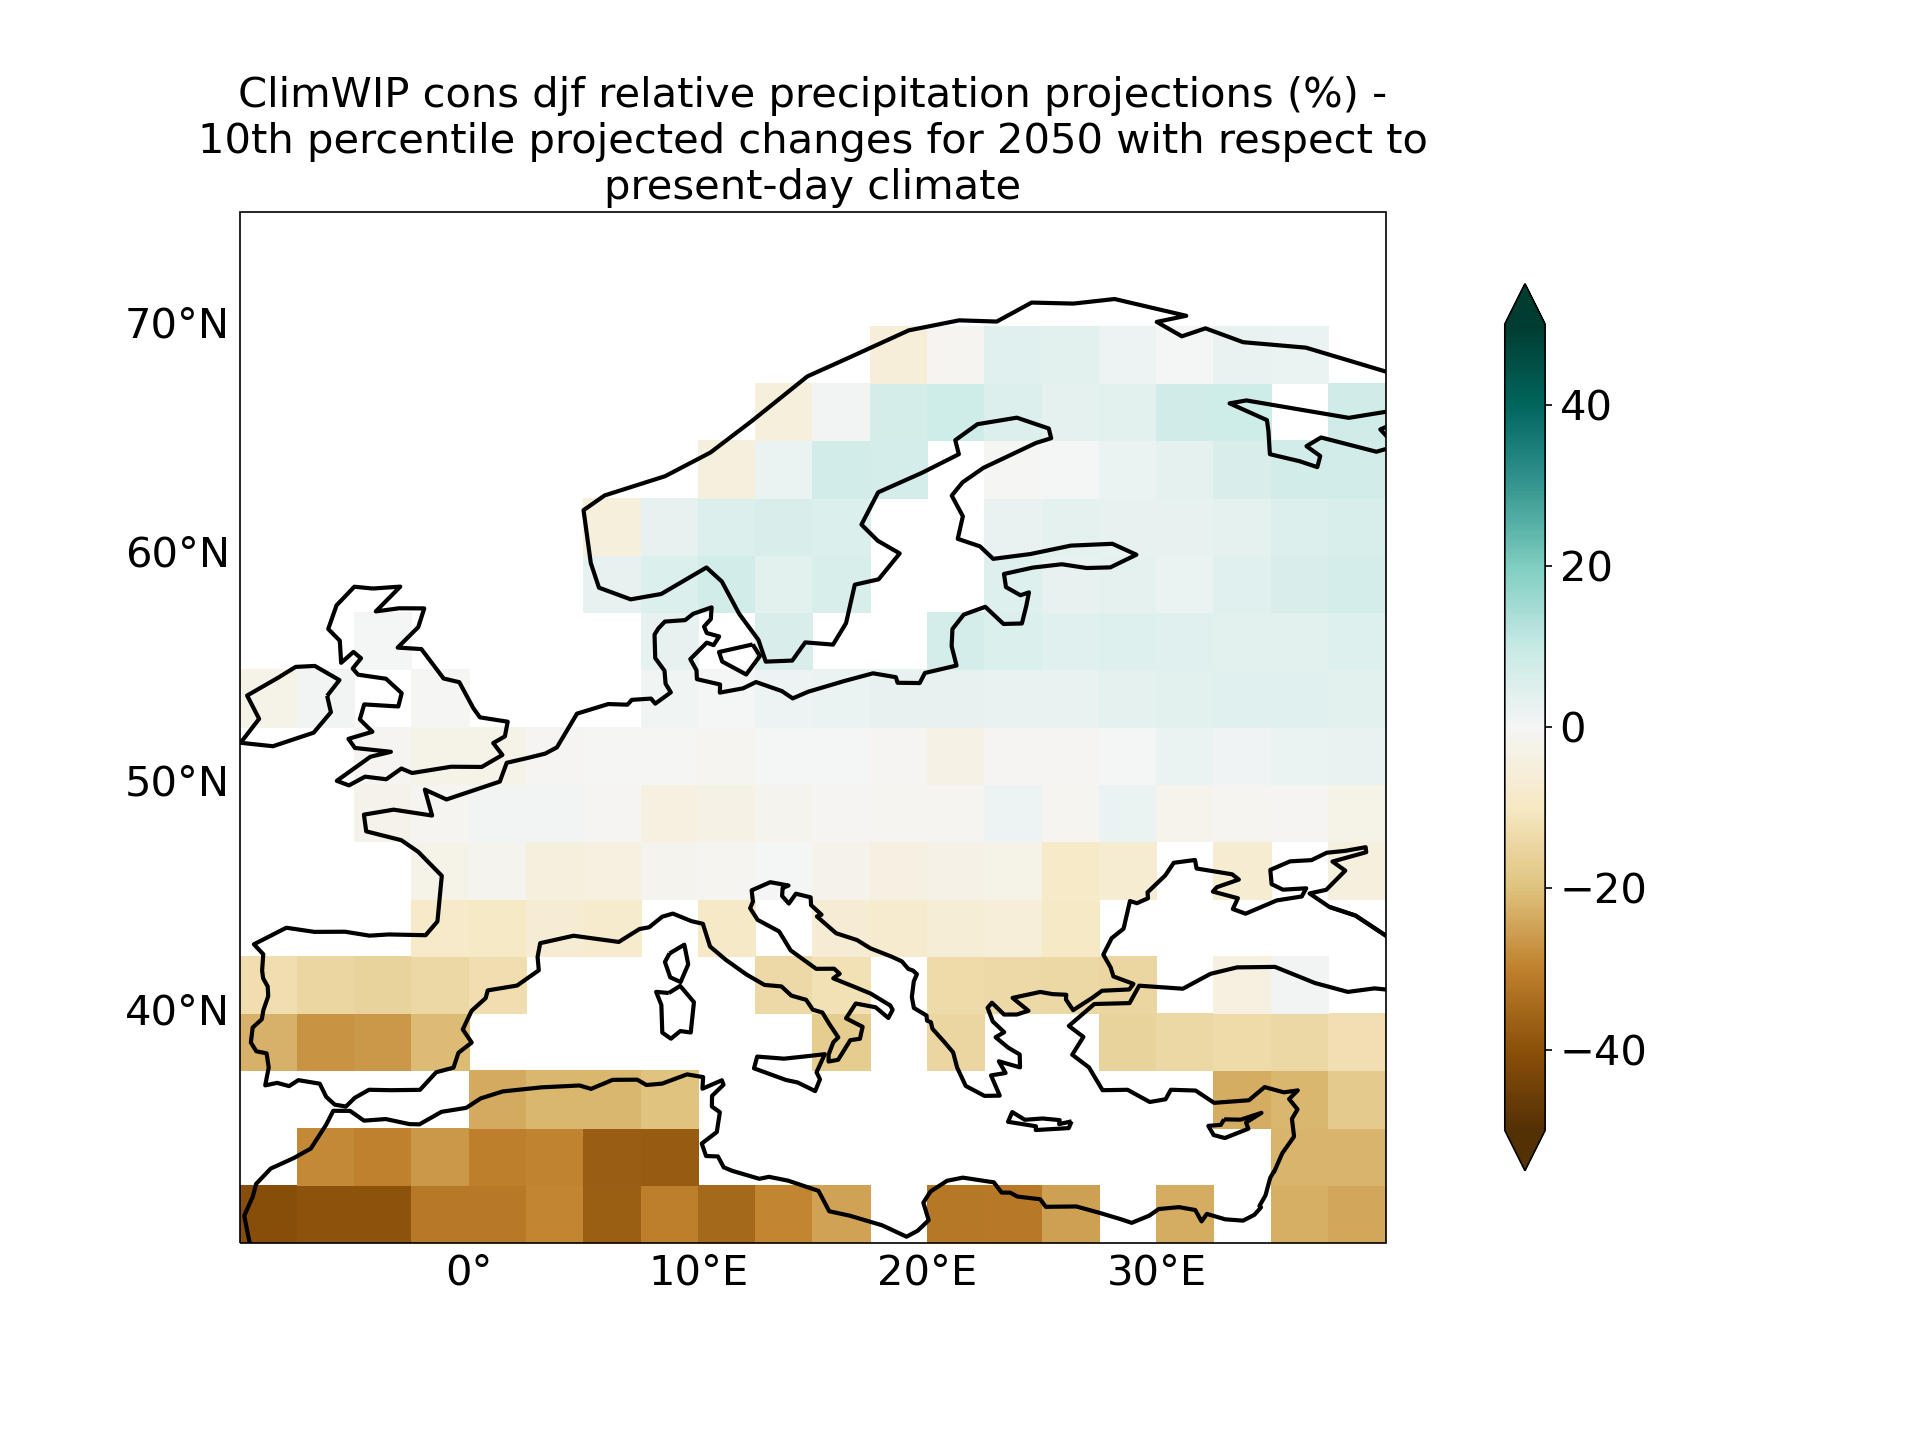 ClimWIP cons djf relative precipitation projections (%) -
10th percentile projected changes for 2050 with respect to
present-day climate
70°N
60°N
50°N
40°N
0°
10°E
20°E
30°E
40
20
0
−20
−40